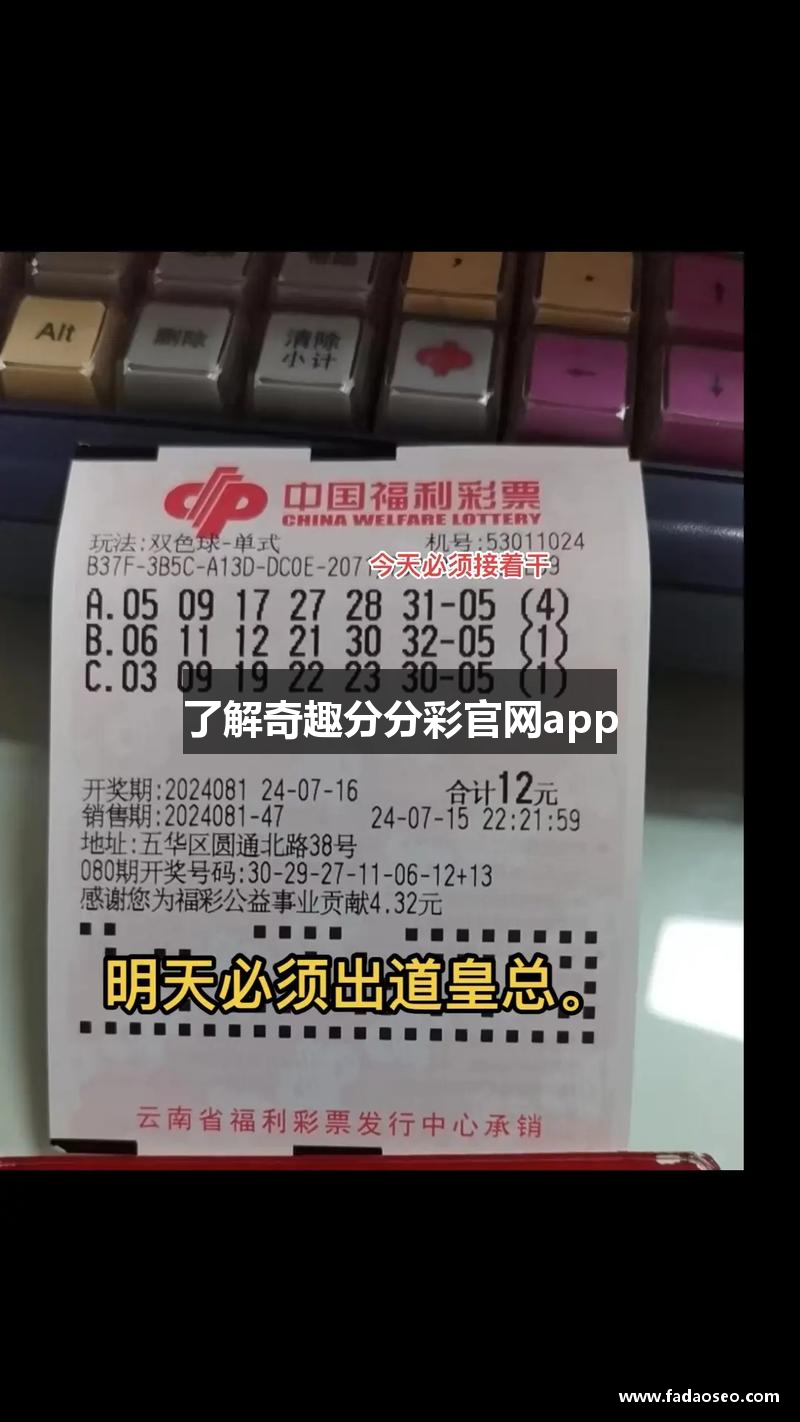 Alt
删除
清除
小计
中国福利彩票
CHINA WELFARE LOTTERY
玩法:双色球-单式 机号:53011024
B37F-3B5C-A13D-DC0E-207 今天必须接着干 9
A.05 09 17 27 28 31-05 (4)
B.06 11 12 21 30 32-05 (1)
C.03 09 19 22 23 30-05 (1)
了解奇趣分分彩官网app
开奖期:2024081 24-07-16 合计12元
销售期:2024081-47 24-07-15 22:21:59
地址:五华区圆通北路38号
080期开奖号码:30-29-27-11-06-12+13
感谢您为福彩公益事业贡献4.32元
明天必须出道皇总。
云南省福利彩票发行中心承销
www.fadaoseo.com